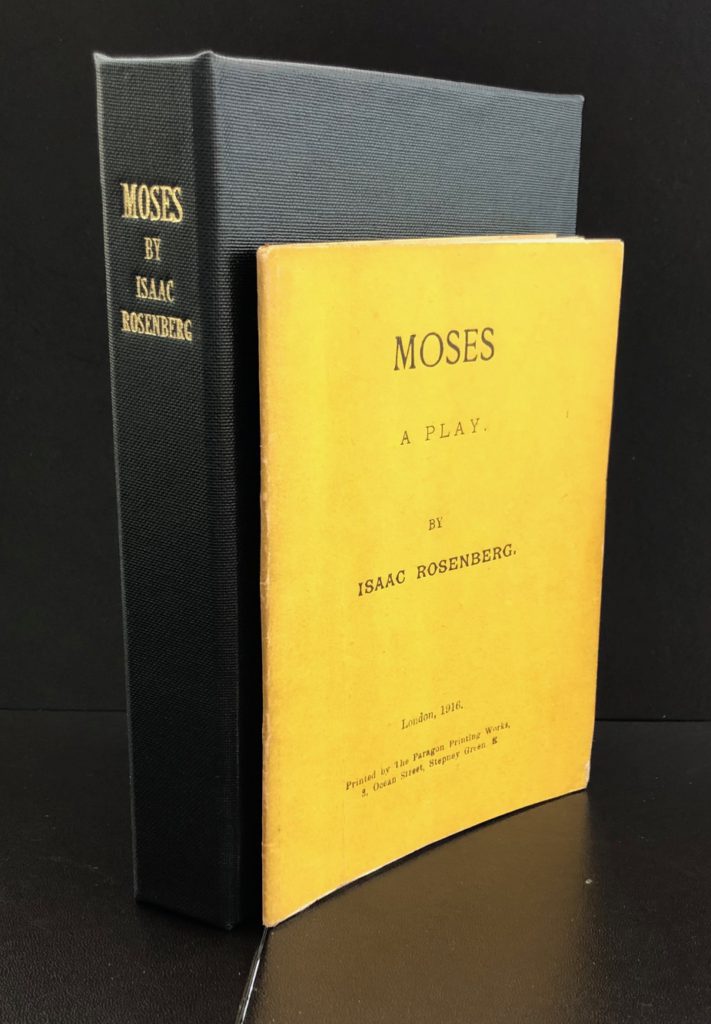 MOSES
BY
ISAAC
ROSENBERG
MOSES
A PLAY.
BY
ISAAC ROSENBERG.
London, 1916.
Printed by The Paragon Printing Works,
8, Ocean Street, Stepney Green E